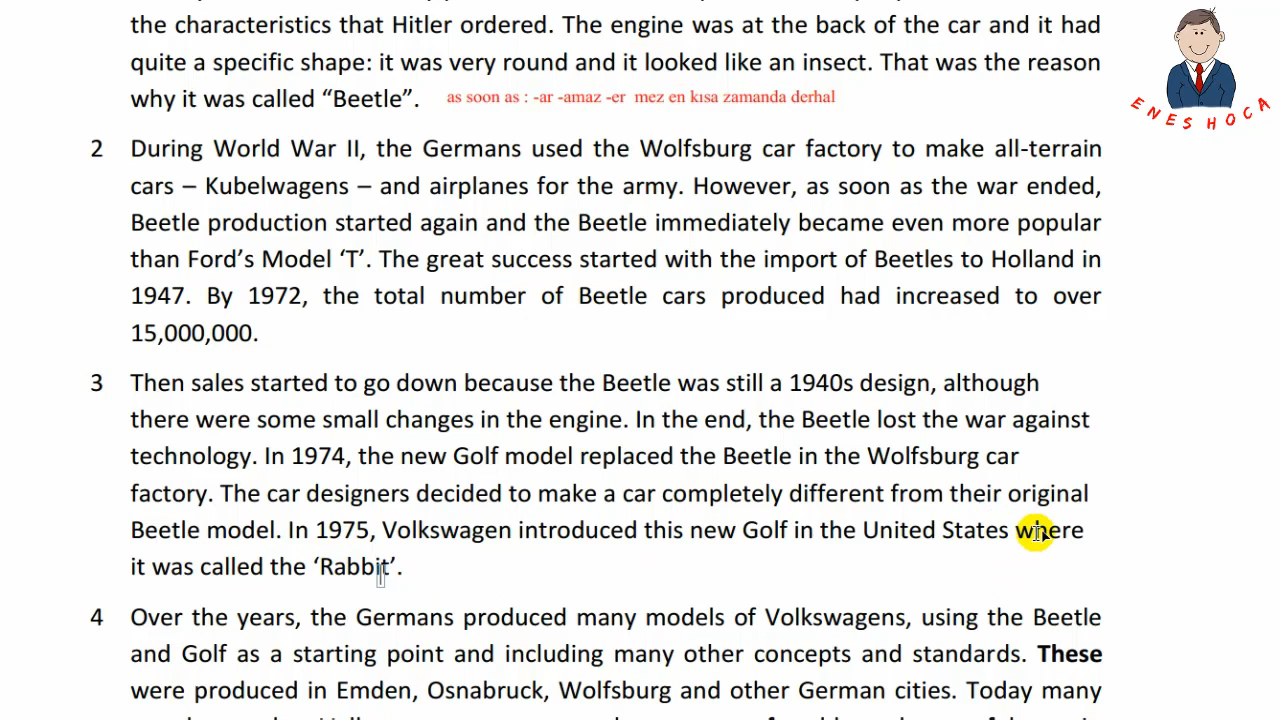 the characteristics that Hitler ordered. The engine was at the back of the car and it had
quite a specific shape: it was very round and it looked like an insect. That was the reason
why it was called “Beetle”. as soon as : -ar -amaz -er mez en kısa zamanda derhal
ENES HOCA
2 During World War II, the Germans used the Wolfsburg car factory to make all-terrain
cars – Kubelwagens – and airplanes for the army. However, as soon as the war ended,
Beetle production started again and the Beetle immediately became even more popular
than Ford’s Model ‘T’. The great success started with the import of Beetles to Holland in
1947. By 1972, the total number of Beetle cars produced had increased to over
15,000,000.
3 Then sales started to go down because the Beetle was still a 1940s design, although
there were some small changes in the engine. In the end, the Beetle lost the war against
technology. In 1974, the new Golf model replaced the Beetle in the Wolfsburg car
factory. The car designers decided to make a car completely different from their original
Beetle model. In 1975, Volkswagen introduced this new Golf in the United States where
it was called the ‘Rabbit’.
4 Over the years, the Germans produced many models of Volkswagens, using the Beetle
and Golf as a starting point and including many other concepts and standards. These
were produced in Emden, Osnabruck, Wolfsburg and other German cities. Today many